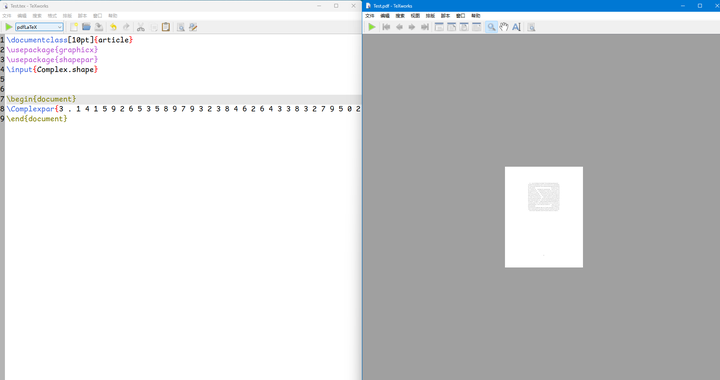 Test.tex - TeXworks
文件 编辑 搜索 格式 排版 脚本 窗口 帮助
pdfLaTeX
1 \documentclass[10pt]{article}
2 \usepackage{graphicx}
3 \usepackage{shapepar}
4 \input{Complex.shape}
5
6
7 \begin{document}
8 \Complexpar{3 . 1 4 1 5 9 2 6 5 3 5 8 9 7 9 3 2 3 8 4 6 2 6 4 3 3 8 3 2 7 9 5 0 2
9 \end{document}
Test.pdf - TeXworks
文件 编辑 搜索 视图 排版 脚本 窗口 帮助
Σ